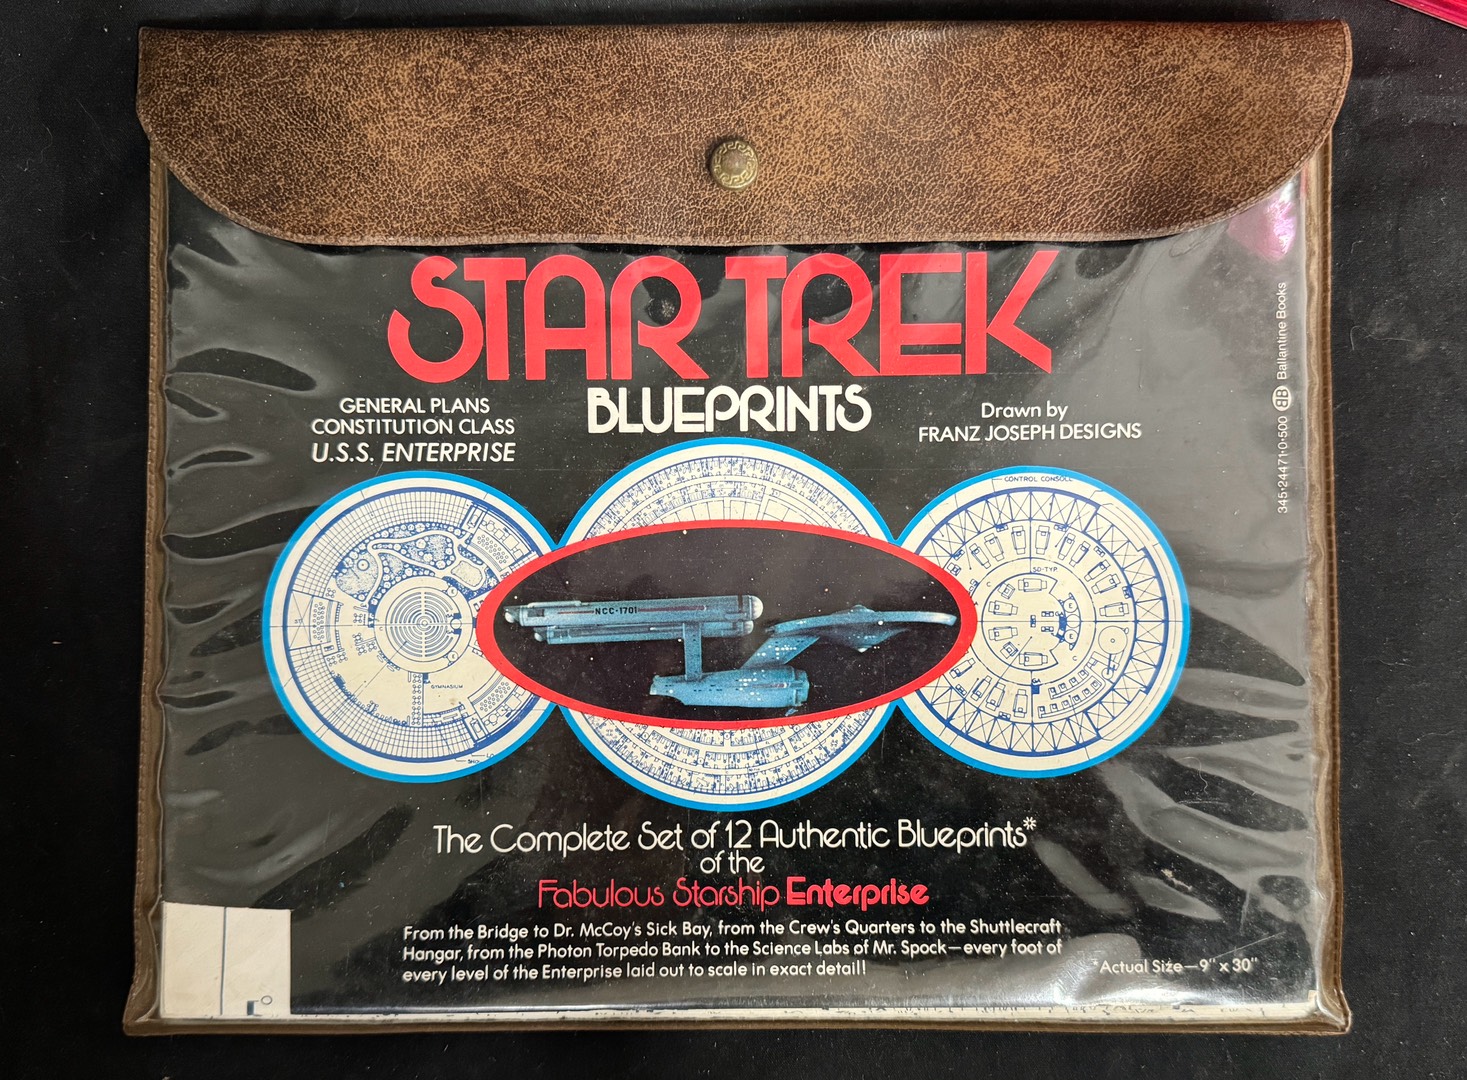 STAR TREK
BLUEPRINTS
GENERAL PLANS
CONSTITUTION CLASS
U.S.S. ENTERPRISE
Drawn by
FRANZ JOSEPH DESIGNS
345·24471·0·500 BB Ballantine Books
CONTROL CONSOLE
SD-TYP.
GYMNASIUM
NCC-1701
The Complete Set of 12 Authentic Blueprints*
of the
Fabulous Starship Enterprise
From the Bridge to Dr. McCoy's Sick Bay, from the Crew's Quarters to the Shuttlecraft
Hangar, from the Photon Torpedo Bank to the Science Labs of Mr. Spock—every foot of
every level of the Enterprise laid out to scale in exact detail!
*Actual Size—9" x 30"